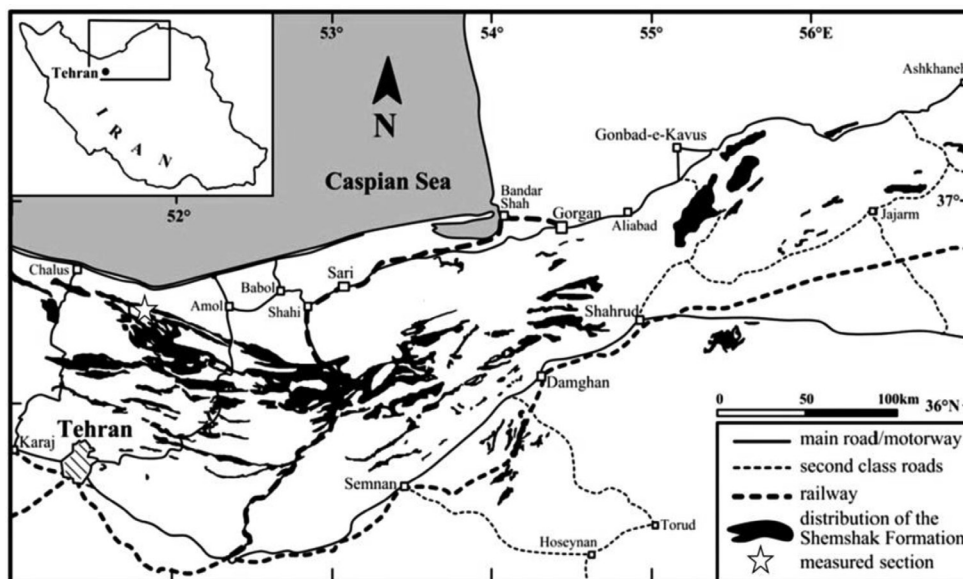 53°
54°
55°
56°E
Ashkaneh
Tehran
IRAN
N
Gonbad-e-Kavus
Caspian Sea
52°
Bandar
Shah
Gorgan
Aliabad
37°
Jajarm
Chalus
Sari
Babol
Amol
Shahi
Shahrud
Damghan
36°N
0 50 100km
Tehran
Karaj
main road/motorway
second class roads
railway
distribution of the
Shemshak Formation
measured section
Semnan
Torud
Hoseynan